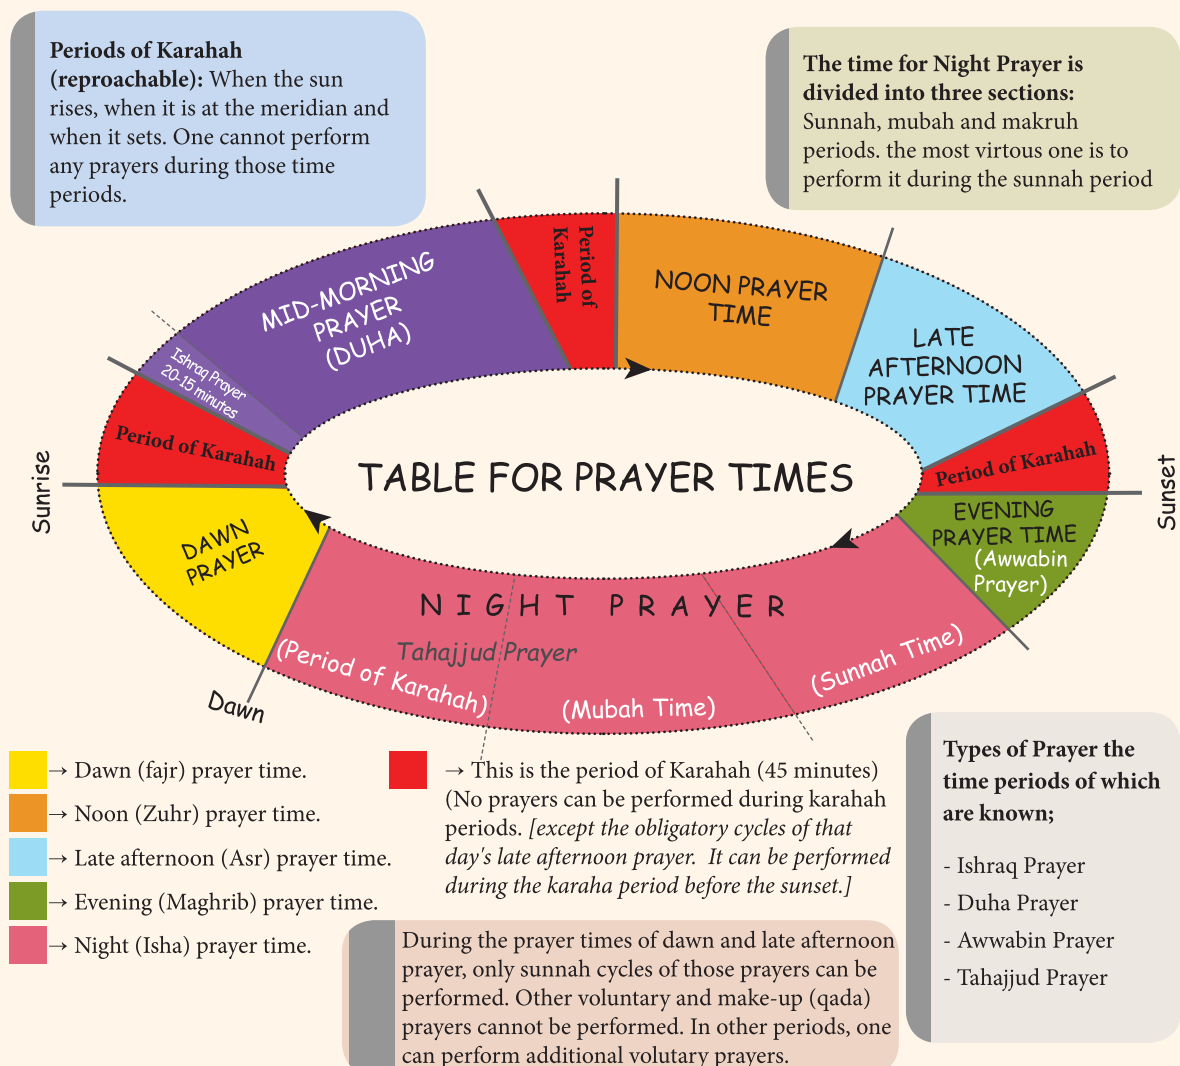 Periods of Karahah
(reproachable): When the sun
rises, when it is at the meridian and
when it sets. One cannot perform
any prayers during those time
periods.
The time for Night Prayer is
divided into three sections:
Sunnah, mubah and makruh
periods. the most virtous one is to
perform it during the sunnah period
MID-MORNING
PRAYER
(DUHA)
Period of
Karahah
NOON PRAYER
TIME
LATE
AFTERNOON
PRAYER TIME
Ishraq Prayer
20-15 minutes
Period of Karahah
Period of Karahah
TABLE FOR PRAYER TIMES
Sunrise
Sunset
DAWN
PRAYER
EVENING
PRAYER TIME
(Awwabin
Prayer)
NIGHT PRAYER
Tahajjud Prayer
(Period of Karahah)
(Mubah Time)
(Sunnah Time)
Dawn
→ Dawn (fajr) prayer time.
→ Noon (Zuhr) prayer time.
→ Late afternoon (Asr) prayer time.
→ Evening (Maghrib) prayer time.
→ Night (Isha) prayer time.
→ This is the period of Karahah (45 minutes)
(No prayers can be performed during karahah
periods. [except the obligatory cycles of that
day's late afternoon prayer. It can be performed
during the karaha period before the sunset.]
During the prayer times of dawn and late afternoon
prayer, only sunnah cycles of those prayers can be
performed. Other voluntary and make-up (qada)
prayers cannot be performed. In other periods, one
can perform additional volutary prayers.
Types of Prayer the
time periods of which
are known;
- Ishraq Prayer
- Duha Prayer
- Awwabin Prayer
- Tahajjud Prayer